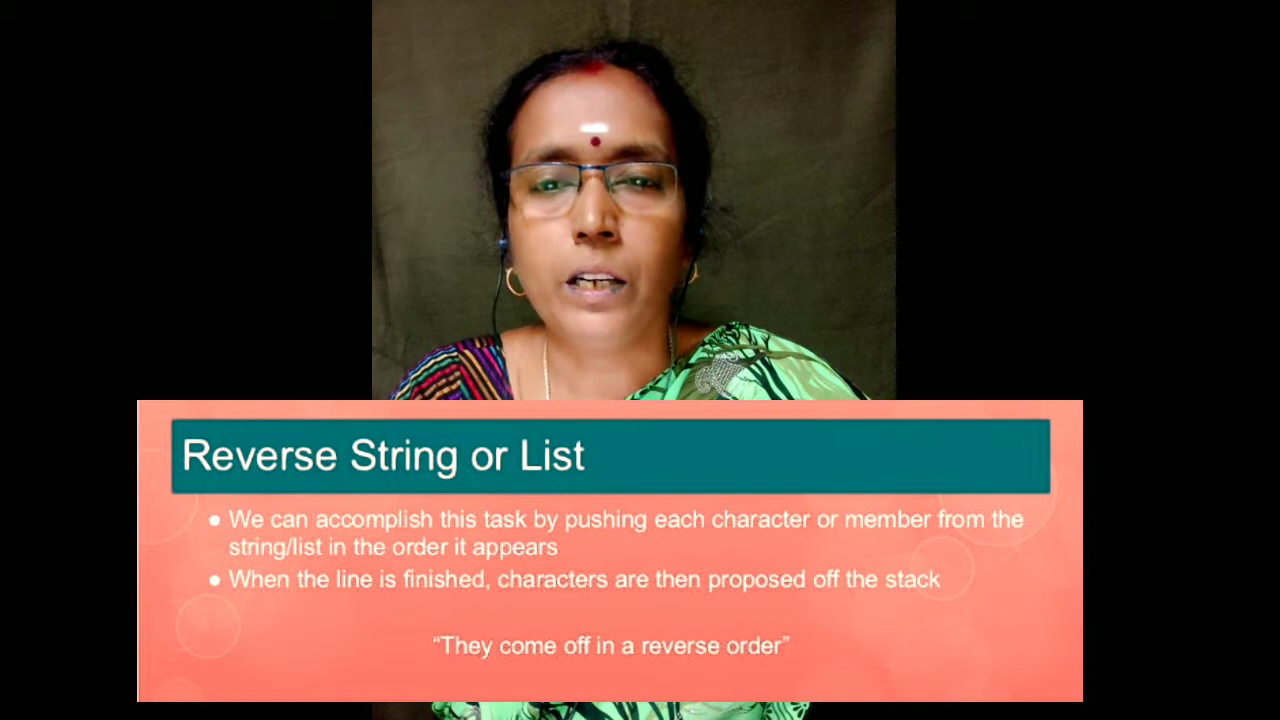 Reverse String or List
● We can accomplish this task by pushing each character or member from the
string/list in the order it appears
● When the line is finished, characters are then proposed off the stack
“They come off in a reverse order”